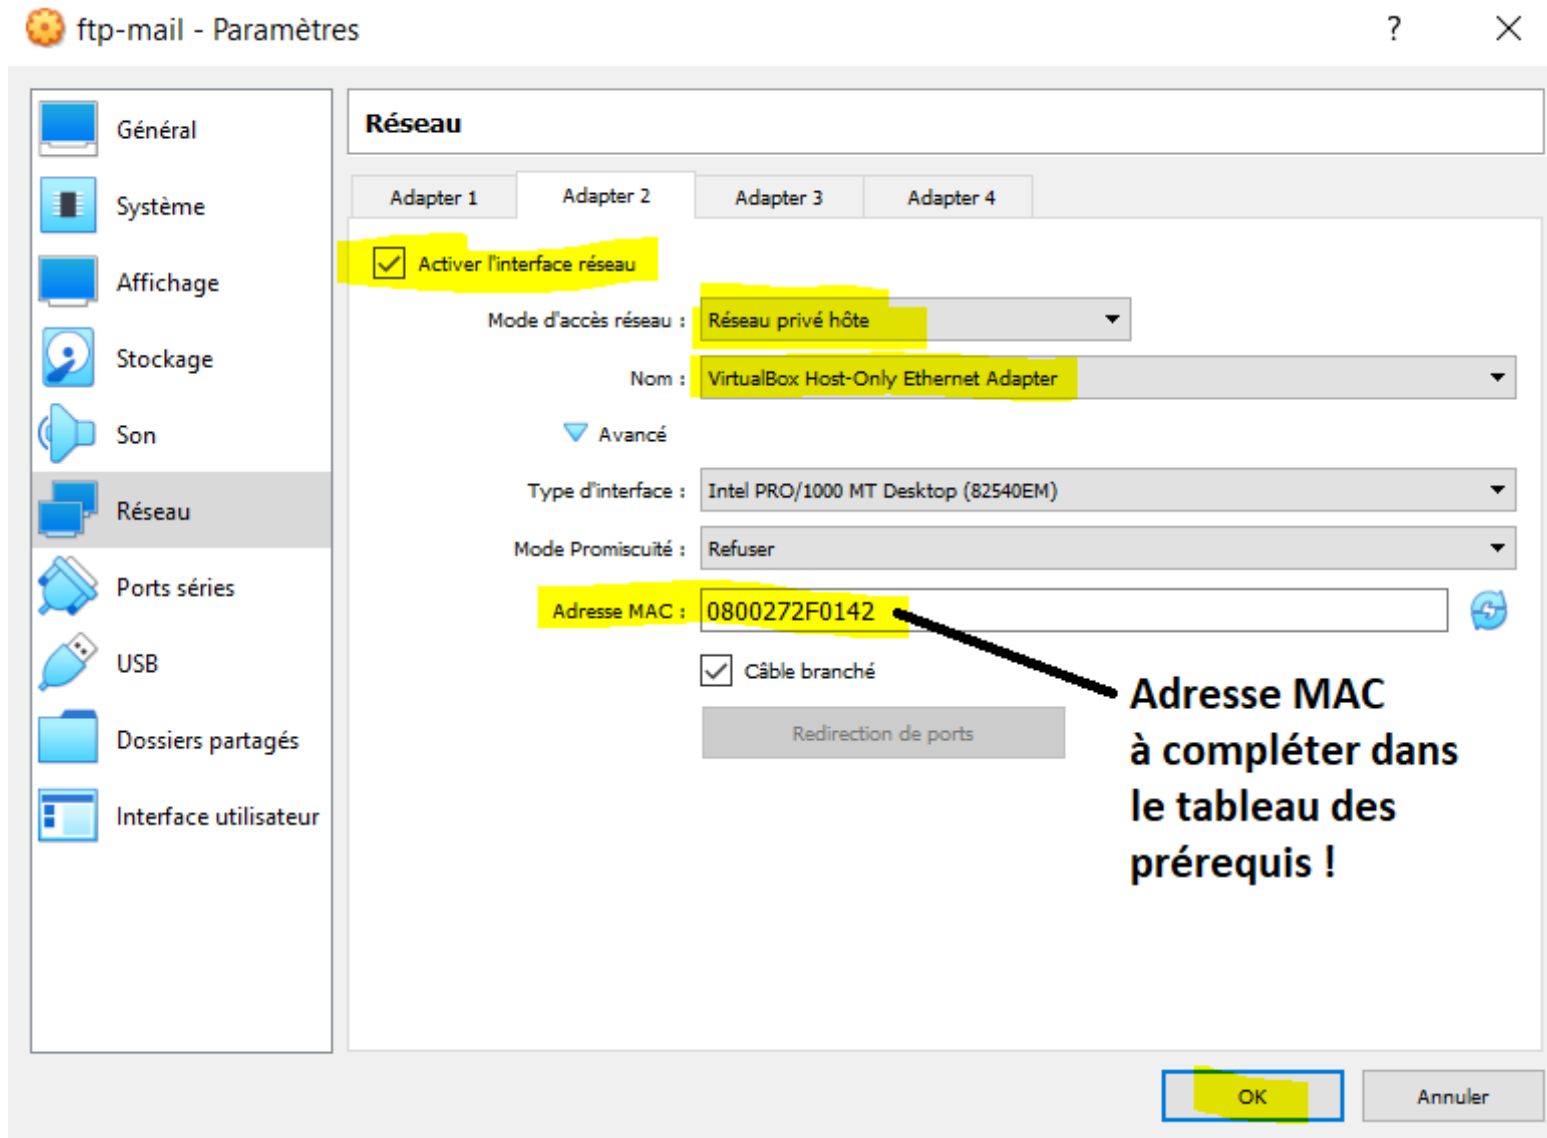 ftp-mail - Paramètres
?
Général
Système
Affichage
Stockage
Son
Réseau
Ports séries
USB
Dossiers partagés
Interface utilisateur
Réseau
Adapter 1
Adapter 2
Adapter 3
Adapter 4
Activer l'interface réseau
Mode d'accès réseau : Réseau privé hôte
Nom : VirtualBox Host-Only Ethernet Adapter
Avancé
Type d'interface : Intel PRO/1000 MT Desktop (82540EM)
Mode Promiscuité : Refuser
Adresse MAC : 0800272F0142
Câble branché
Redirection de ports
Adresse MAC
à compléter dans
le tableau des
prérequis !
OK
Annuler